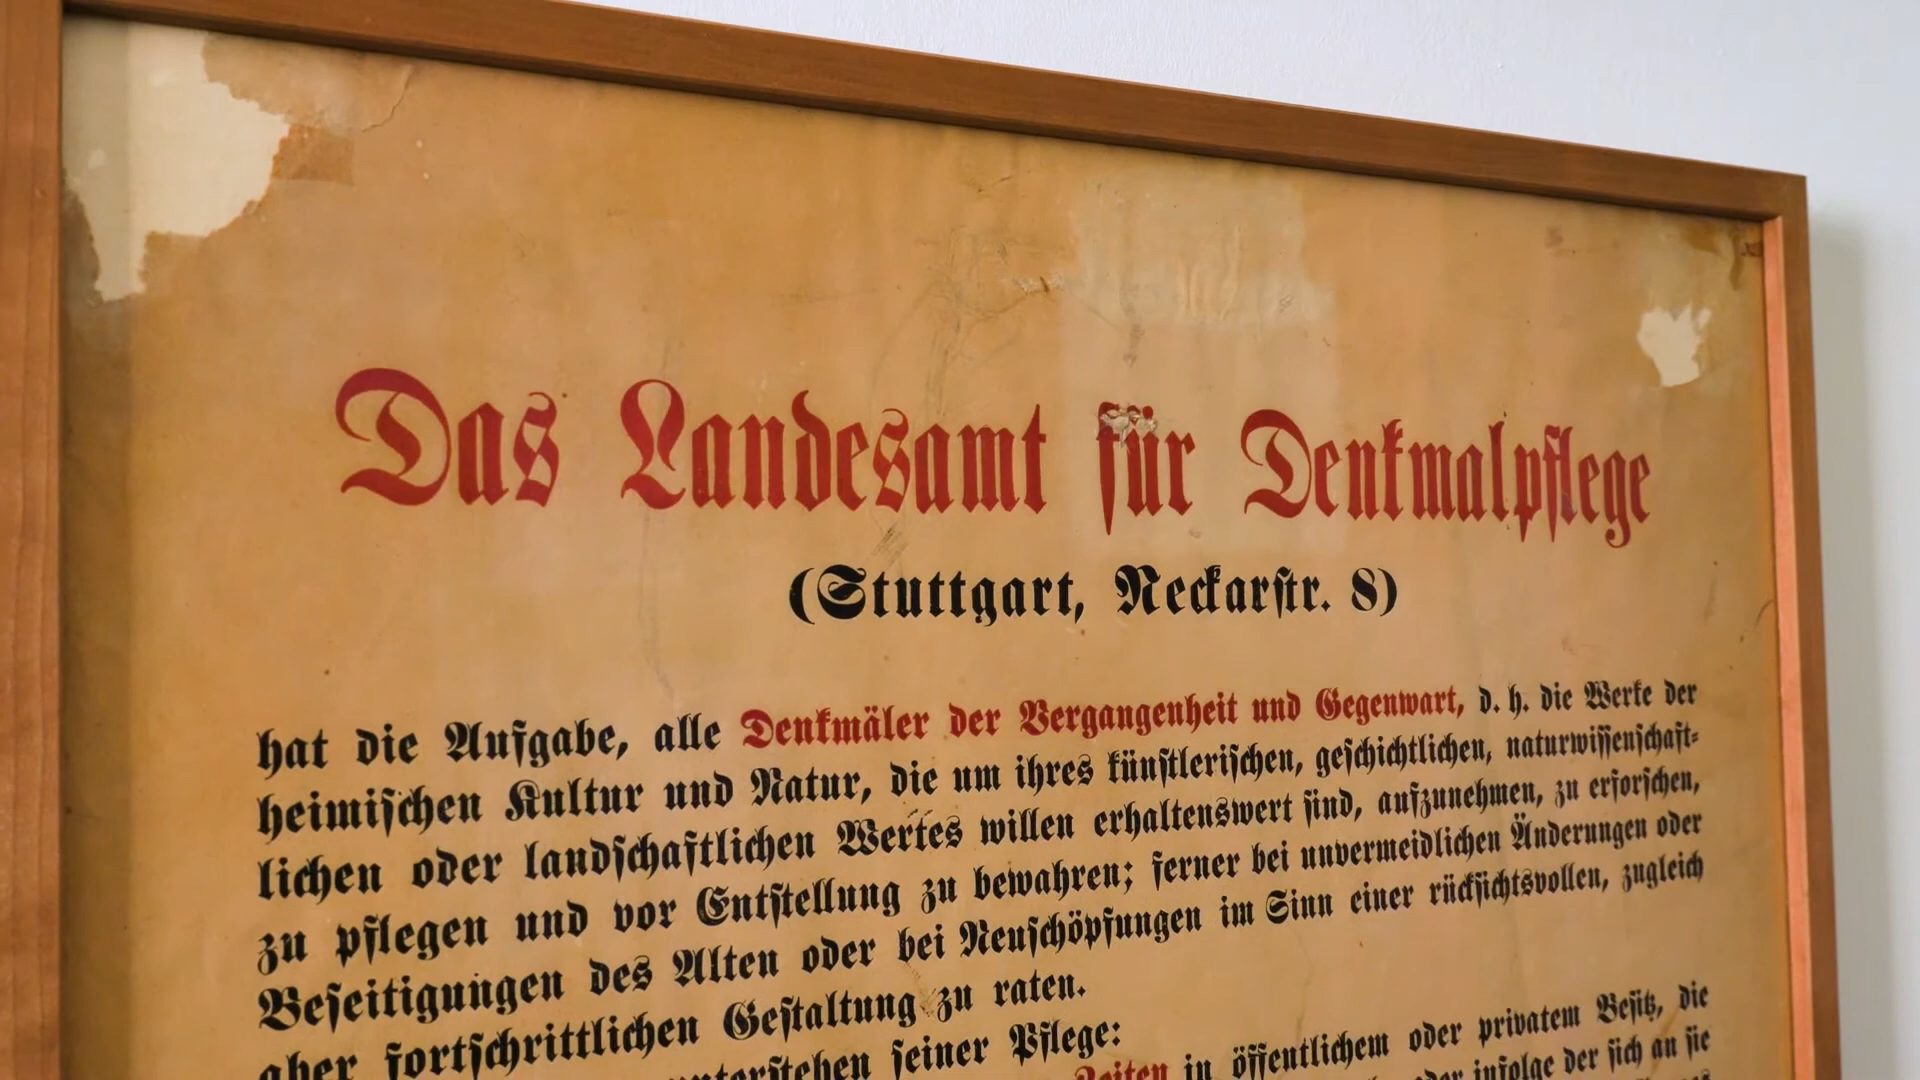 Das Landesamt für Denkmalpflege
(Stuttgart, Neckarstr. 8)
hat die Aufgabe, alle Denkmäler der Vergangenheit und Gegenwart, d. h. die Werke der
heimischen Kultur und Natur, die um ihres künstlerischen, geschichtlichen, naturwissenschaft-
lichen oder landschaftlichen Wertes willen erhaltenswert sind, aufzunehmen, zu erforschen,
zu pflegen und vor Entstellung zu bewahren; ferner bei unvermeidlichen Änderungen oder
Beseitigungen des Alten oder bei Neuschöpfungen im Sinn einer rücksichtsvollen, zugleich
aber fortschrittlichen Gestaltung zu raten.
unterstehen seiner Pflege:
Zeiten in öffentlichem oder privatem Besitz, die
oder infolge der sich an sie